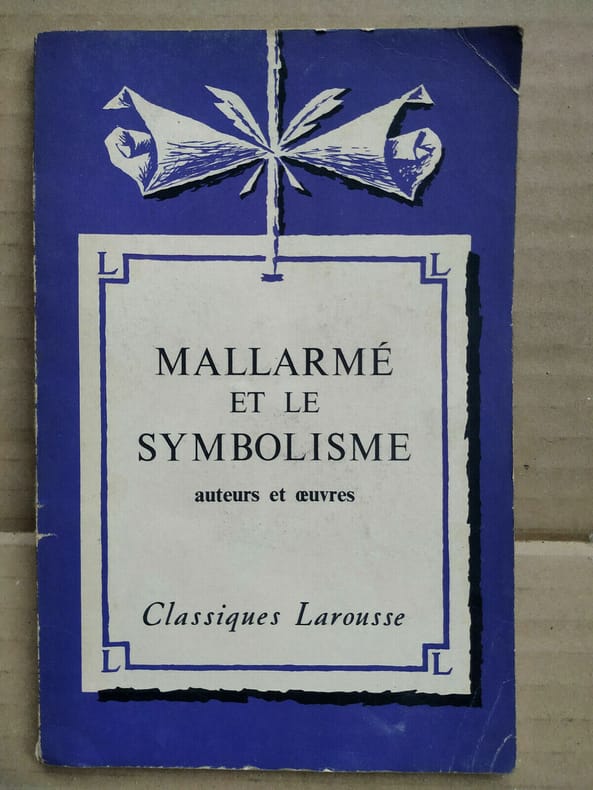 L L
MALLARMÉ
ET LE
SYMBOLISME
auteurs et œuvres
Classiques Larousse
L L